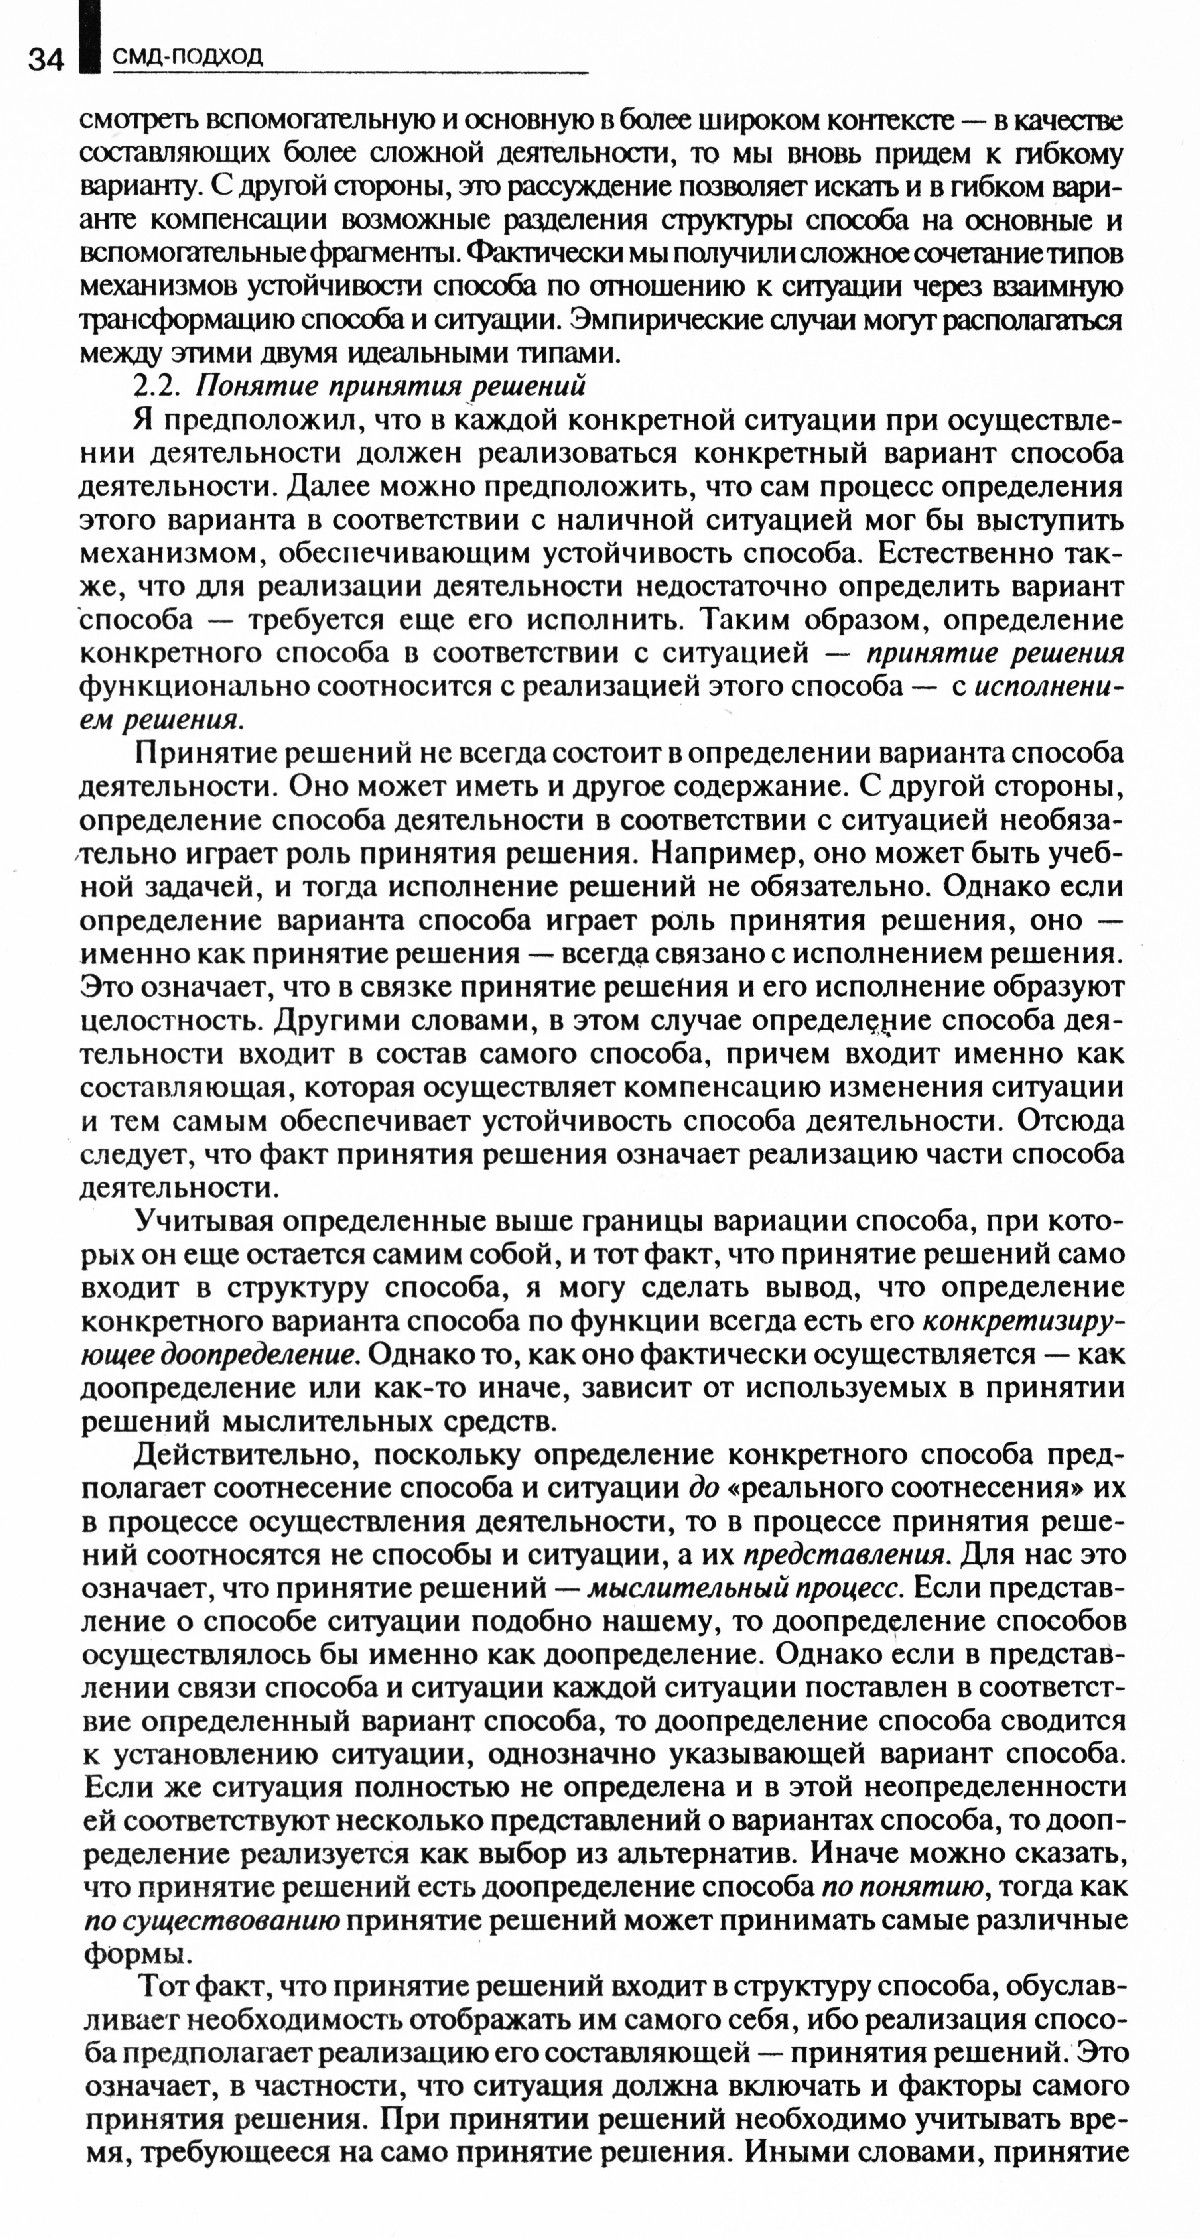 34 СМД-ПОДХОД
смотреть вспомогательную и основную в более широком контексте — в качестве
составляющих более сложной деятельности, то мы вновь придем к гибкому
варианту. С другой стороны, это рассуждение позволяет искать и в гибком вари-
анте компенсации возможные разделения структуры способа на основные и
вспомогательные фрагменты. Фактически мы получили сложное сочетание типов
механизмов устойчивости способа по отношению к ситуации через взаимную
трансформацию способа и ситуации. Эмпирические случаи могут располагаться
между этими двумя идеальными типами.
2.2. Понятие принятия решений
Я предположил, что в каждой конкретной ситуации при осуществле-
нии деятельности должен реализоваться конкретный вариант способа
деятельности. Далее можно предположить, что сам процесс определения
этого варианта в соответствии с наличной ситуацией мог бы выступить
механизмом, обеспечивающим устойчивость способа. Естественно так-
же, что для реализации деятельности недостаточно определить вариант
способа — требуется еще его исполнить. Таким образом, определение
конкретного способа в соответствии с ситуацией — принятие решения
функционально соотносится с реализацией этого способа — с исполнени-
ем решения.
Принятие решений не всегда состоит в определении варианта способа
деятельности. Оно может иметь и другое содержание. С другой стороны,
определение способа деятельности в соответствии с ситуацией необяза-
тельно играет роль принятия решения. Например, оно может быть учеб-
ной задачей, и тогда исполнение решений не обязательно. Однако если
определение варианта способа играет роль принятия решения, оно —
именно как принятие решения — всегда связано с исполнением решения.
Это означает, что в связке принятие решения и его исполнение образуют
целостность. Другими словами, в этом случае определение способа дея-
тельности входит в состав самого способа, причем входит именно как
составляющая, которая осуществляет компенсацию изменения ситуации
и тем самым обеспечивает устойчивость способа деятельности. Отсюда
следует, что факт принятия решения означает реализацию части способа
деятельности.
Учитывая определенные выше границы вариации способа, при кото-
рых он еще остается самим собой, и тот факт, что принятие решений само
входит в структуру способа, я могу сделать вывод, что определение
конкретного варианта способа по функции всегда есть его конкретизиру-
ющее доопределение. Однако то, как оно фактически осуществляется — как
доопределение или как-то иначе, зависит от используемых в принятии
решений мыслительных средств.
Действительно, поскольку определение конкретного способа пред-
полагает соотнесение способа и ситуации до «реального соотнесения» их
в процессе осуществления деятельности, то в процессе принятия реше-
ний соотносятся не способы и ситуации, а их представления. Для нас это
означает, что принятие решений — мыслительный процесс. Если представ-
ление о способе ситуации подобно нашему, то доопределение способов
осуществлялось бы именно как доопределение. Однако если в представ-
лении связи способа и ситуации каждой ситуации поставлен в соответст-
вие определенный вариант способа, то доопределение способа сводится
к установлению ситуации, однозначно указывающей вариант способа.
Если же ситуация полностью не определена и в этой неопределенности
ей соответствуют несколько представлений о вариантах способа, то дооп-
ределение реализуется как выбор из альтернатив. Иначе можно сказать,
что принятие решений есть доопределение способа по понятию, тогда как
по существованию принятие решений может принимать самые различные
формы.
Тот факт, что принятие решений входит в структуру способа, обуслав-
ливает необходимость отображать им самого себя, ибо реализация спосо-
ба предполагает реализацию его составляющей — принятия решений. Это
означает, в частности, что ситуация должна включать и факторы самого
принятия решения. При принятии решений необходимо учитывать вре-
мя, требующееся на само принятие решения. Иными словами, принятие